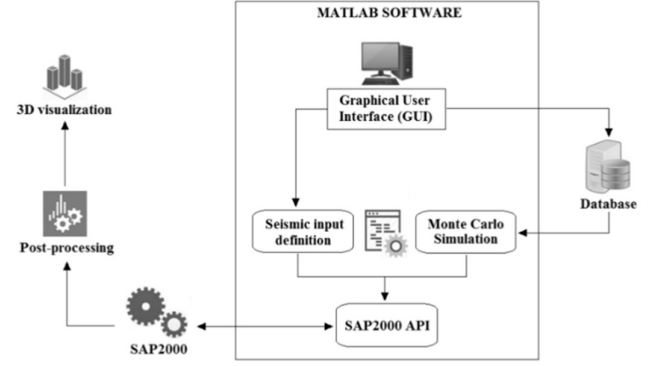 MATLAB SOFTWARE
Graphical User
Interface (GUI)
3D visualization
Database
Seismic input
definition
Monte Carlo
Simulation
Post-processing
SAP2000 API
SAP2000